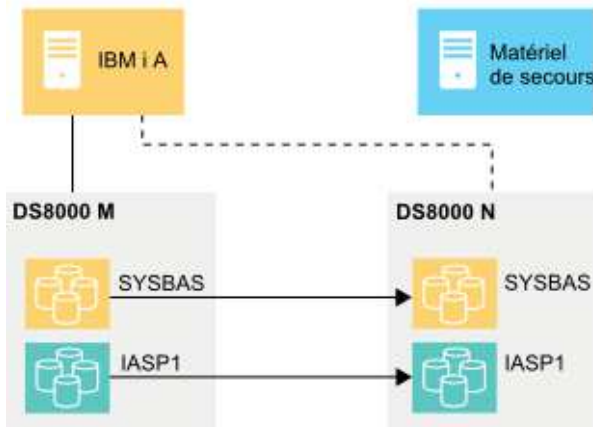 IBM i A
Matériel
de secours
DS8000 M
DS8000 N
SYSBAS
SYSBAS
IASP1
IASP1